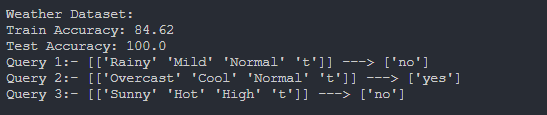 Weather Dataset:
Train Accuracy: 84.62
Test Accuracy: 100.0
Query 1:- [['Rainy' 'Mild' 'Normal' 't']] ---> ['no']
Query 2:- [['Overcast' 'Cool' 'Normal' 't']] ---> ['yes']
Query 3:- [['Sunny' 'Hot' 'High' 't']] ---> ['no']